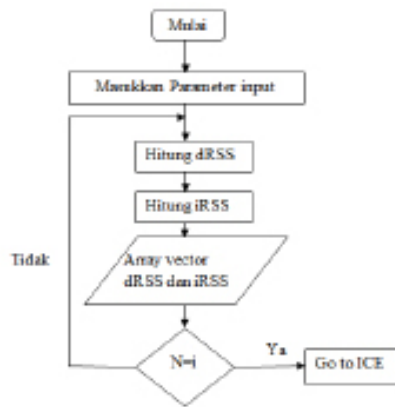 Mulai
Masukkan Parameter input
Hitung dRSS
Hitung iRSS
Array vector
dRSS dan iRSS
Tidak
N=i
Ya
Go to ICE